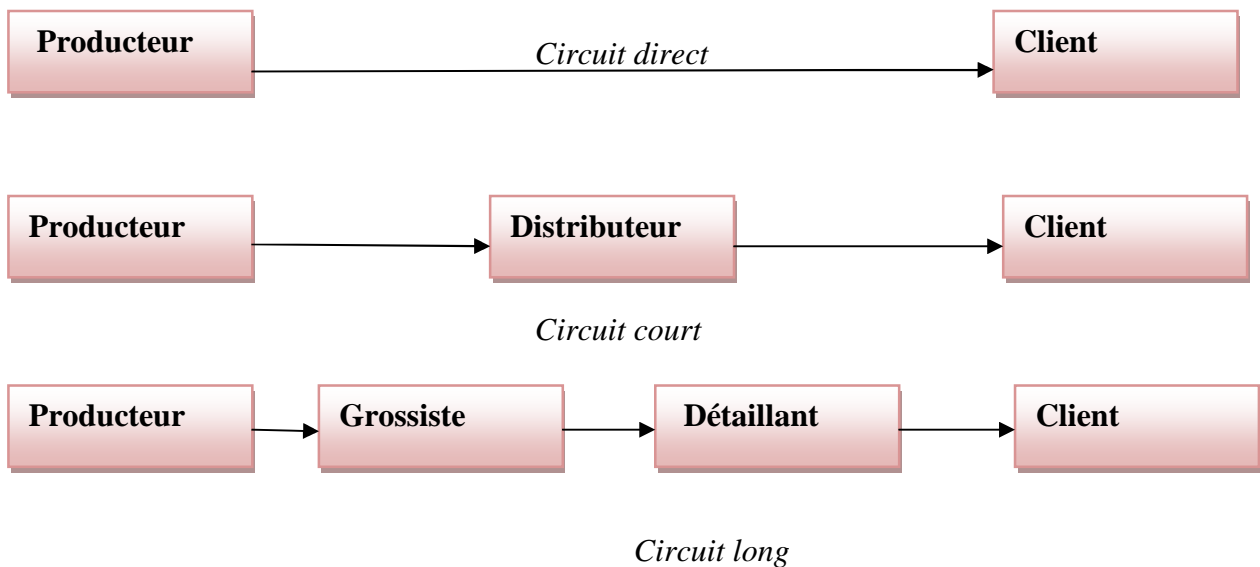 Producteur
Circuit direct
Client
Producteur
Distributeur
Client
Circuit court
Producteur
Grossiste
Détaillant
Client
Circuit long